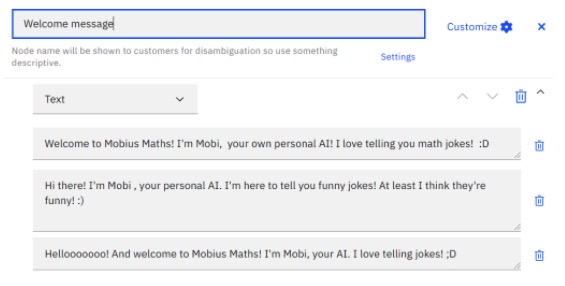 Welcome message
Customize
Node name will be shown to customers for disambiguation so use something
descriptive.
Settings
Text
Welcome to Mobius Maths! I'm Mobi,  your own personal AI! I love telling you math jokes!  :D
Hi there! I'm Mobi , your personal AI. I'm here to tell you funny jokes! At least I think they're
funny! :)
Hellooooooo! And welcome to Mobius Maths! I'm Mobi, your AI. I love telling jokes! ;D